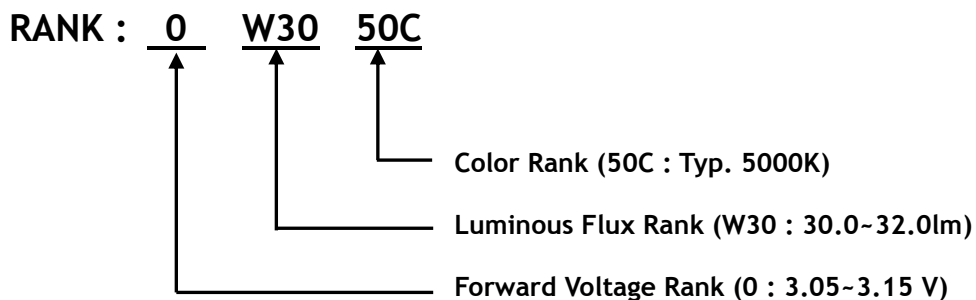 RANK : 0 W30 50C
Color Rank (50C : Typ. 5000K)
Luminous Flux Rank (W30 : 30.0~32.0lm)
Forward Voltage Rank (0 : 3.05~3.15 V)